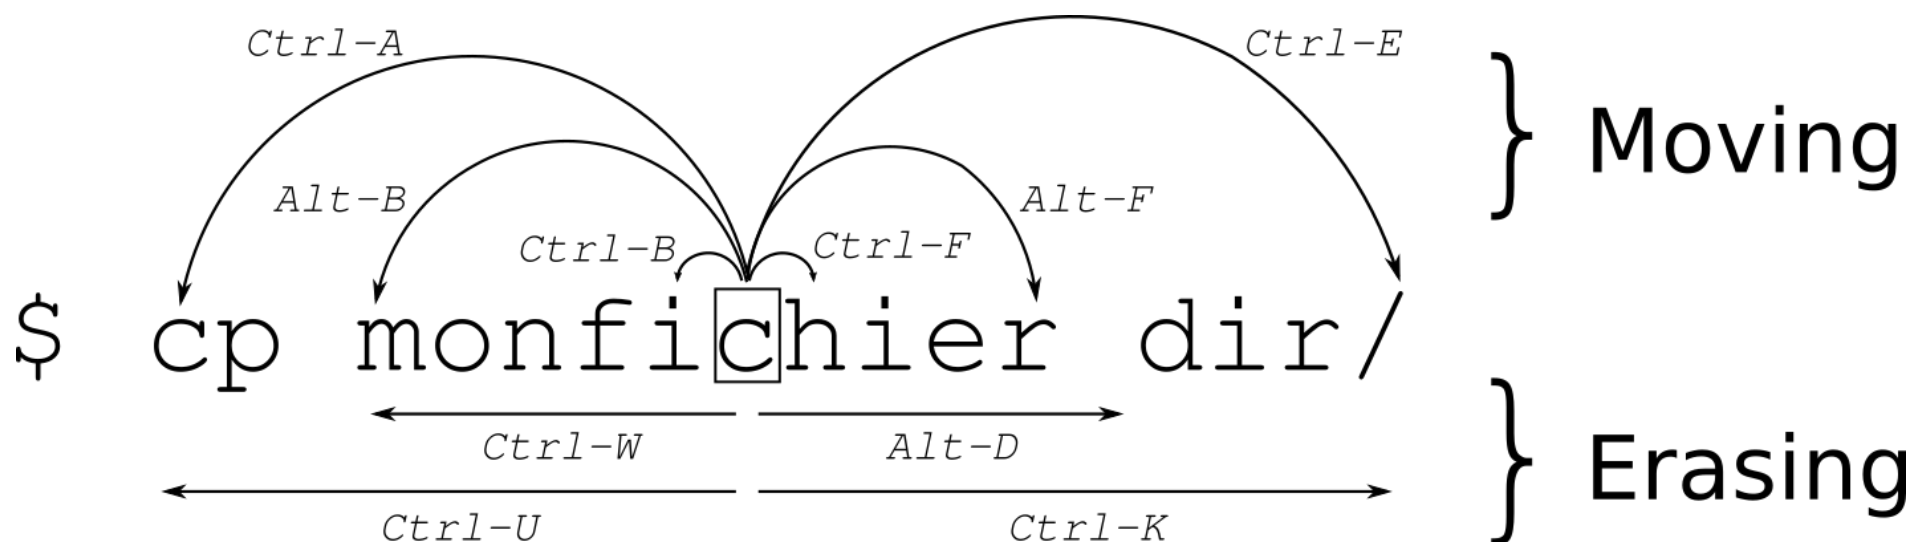 Ctrl-A Ctrl-E
Moving
Alt-B Alt-F
Ctrl-B Ctrl-F
$ cp monfichier dir/
Ctrl-W Alt-D
Erasing
Ctrl-U Ctrl-K